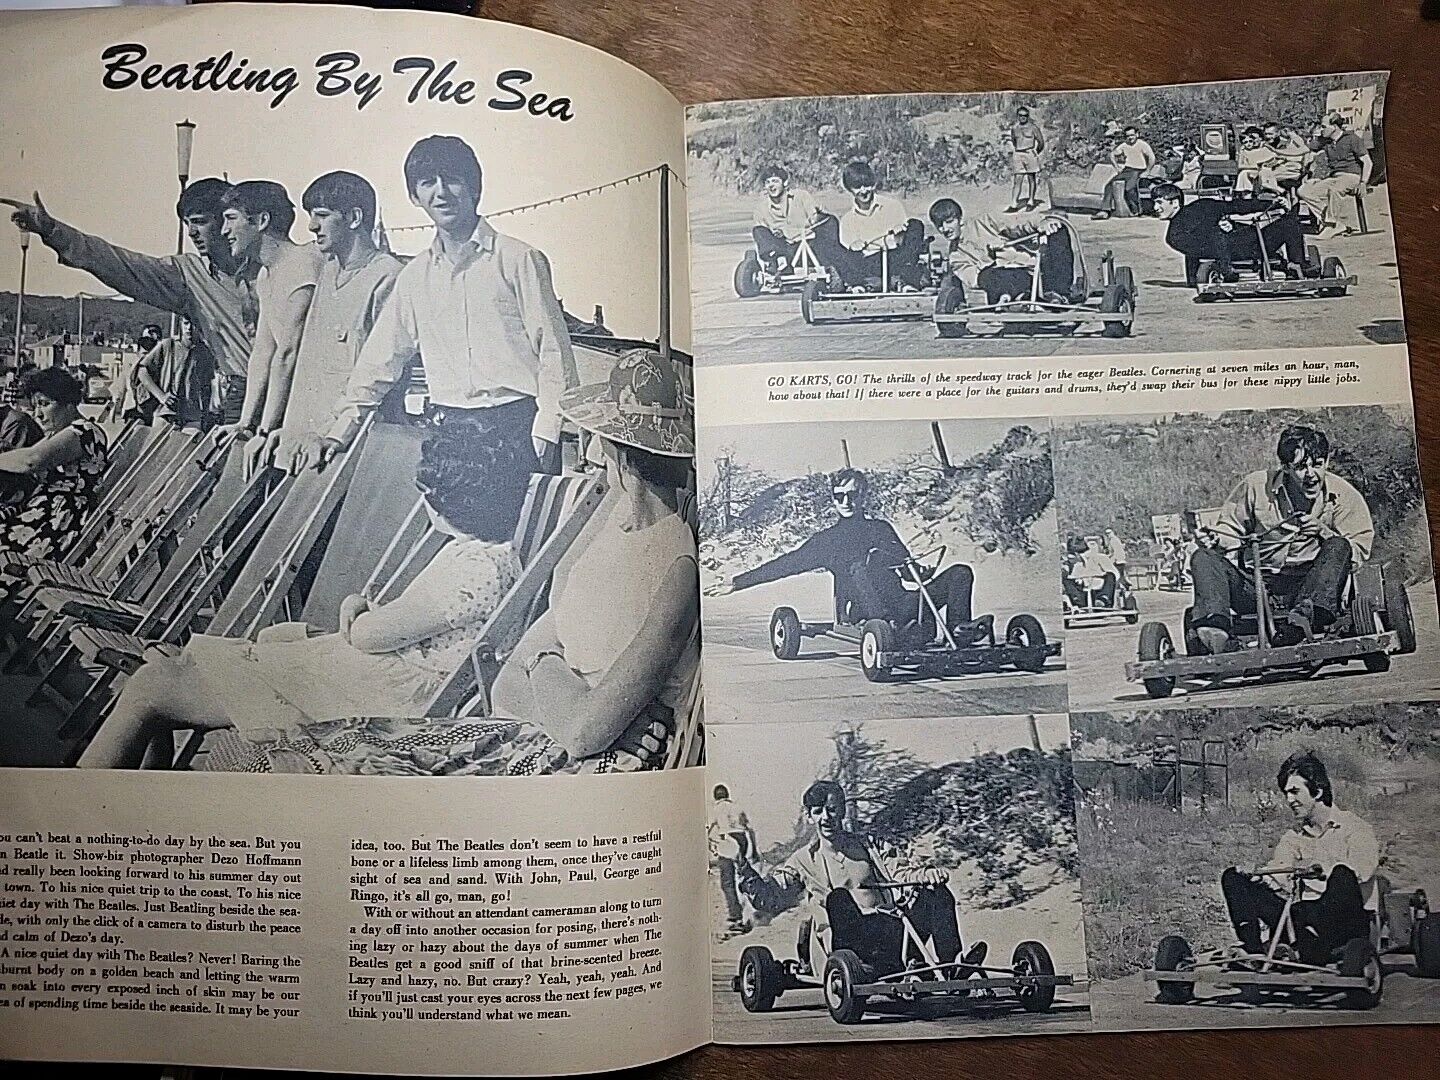 Beatling By The Sea
ou can't beat a nothing-to-do day by the sea. But you
n Beatle it. Show-biz photographer Dezo Hoffmann
d really been looking forward to his summer day out
town. To his nice quiet trip to the coast. To his nice
iet day with The Beatles. Just Beatling beside the sea-
de, with only the click of a camera to disturb the peace
d calm of Dezo's day.
A nice quiet day with The Beatles? Never! Baring the
burnt body on a golden beach and letting the warm
n soak into every exposed inch of skin may be our
ea of spending time beside the seaside. It may be your
idea, too. But The Beatles don't seem to have a restful
bone or a lifeless limb among them, once they've caught
sight of sea and sand. With John, Paul, George and
Ringo, it's all go, man, go!
With or without an attendant cameraman along to turn
a day off into another occasion for posing, there's noth-
ing lazy or hazy about the days of summer when The
Beatles get a good sniff of that brine-scented breeze.
Lazy and hazy, no. But crazy? Yeah, yeah, yeah. And
if you'll just cast your eyes across the next few pages, we
think you'll understand what we mean.
2/
GO KARTS, GO! The thrills of the speedway track for the eager Beatles. Cornering at seven miles an hour, man,
how about that! If there were a place for the guitars and drums, they'd swap their bus for these nippy little jobs.